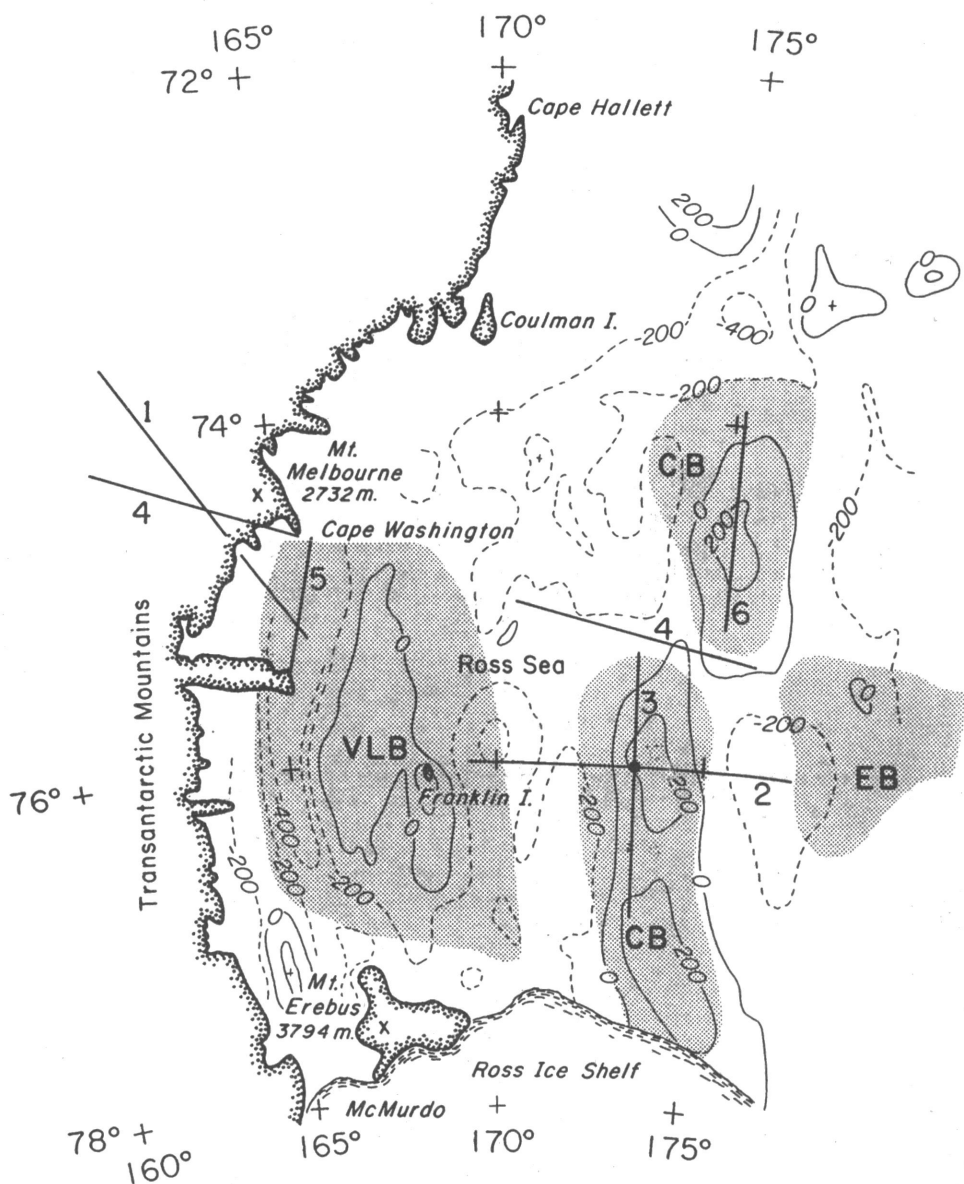 165°
170°
175°
72°
Cape Hallett
200
0
0
0
-200
-400
Coulman I.
200
1
74°
Mt.
Melbourne
2732 m.
CB
0
200
200
4
Cape Washington
5
6
4
0
Ross Sea
3
0
Transantarctic Mountains
VLB
-200
EB
76°
Franklin I.
200
2
-400
0
-200
200
200
-200
0
0
CB
0
200
Mt.
Erebus
3794 m.
Ross Ice Shelf
McMurdo
78°
160°
165°
170°
175°